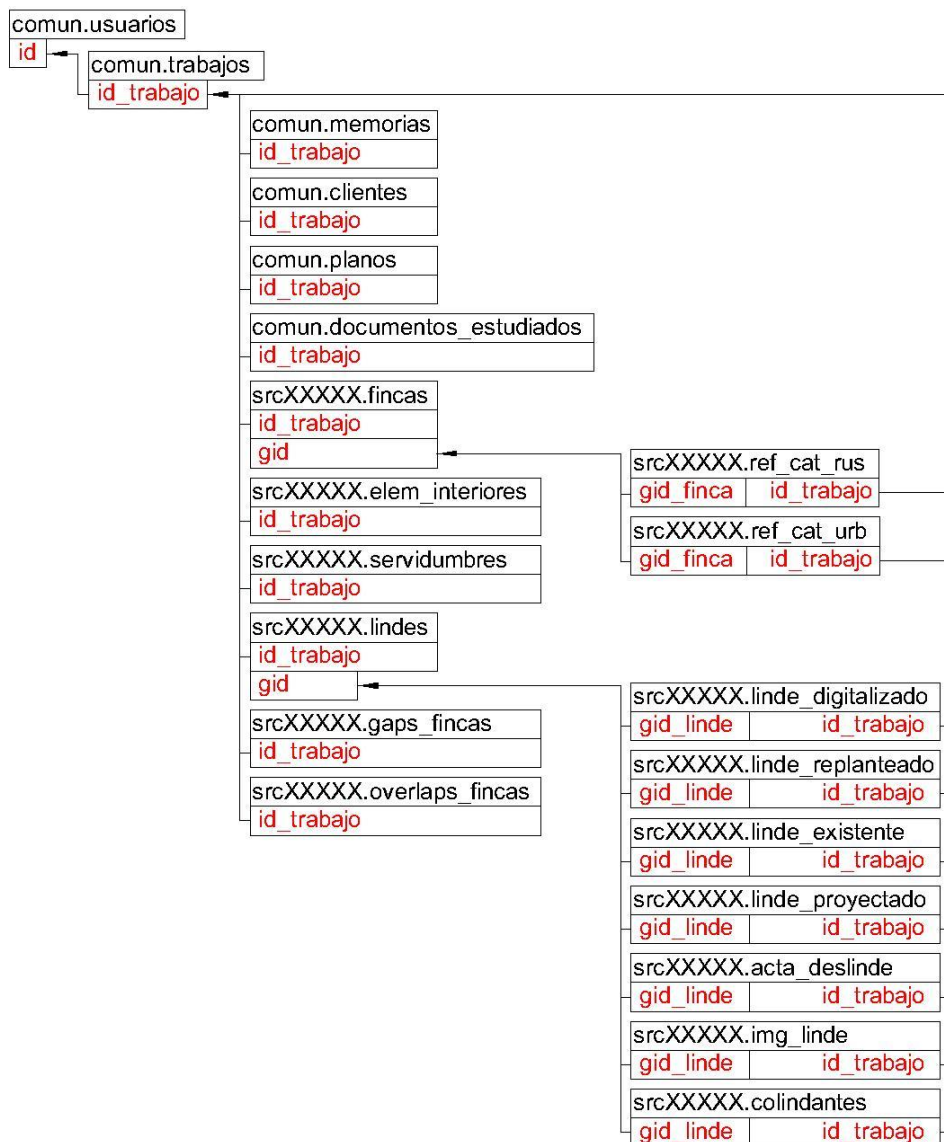 comun.usuarios
id
comun.trabajos
id_trabajo
comun.memorias
id_trabajo
comun.clientes
id_trabajo
comun.planos
id_trabajo
comun.documentos_estudiados
id_trabajo
srcXXXXX.fincas
id_trabajo
gid
srcXXXXX.ref_cat_rus
gid_finca id_trabajo
srcXXXXX.ref_cat_urb
gid_finca id_trabajo
srcXXXXX.elem_interiores
id_trabajo
srcXXXXX.servidumbres
id_trabajo
srcXXXXX.lindes
id_trabajo
gid
srcXXXXX.gaps_fincas
id_trabajo
srcXXXXX.overlaps_fincas
id_trabajo
srcXXXXX.linde_digitalizado
gid_linde id_trabajo
srcXXXXX.linde_replanteado
gid_linde id_trabajo
srcXXXXX.linde_existente
gid_linde id_trabajo
srcXXXXX.linde_proyectado
gid_linde id_trabajo
srcXXXXX.acta_deslinde
gid_linde id_trabajo
srcXXXXX.img_linde
gid_linde id_trabajo
srcXXXXX.colindantes
gid_linde id_trabajo